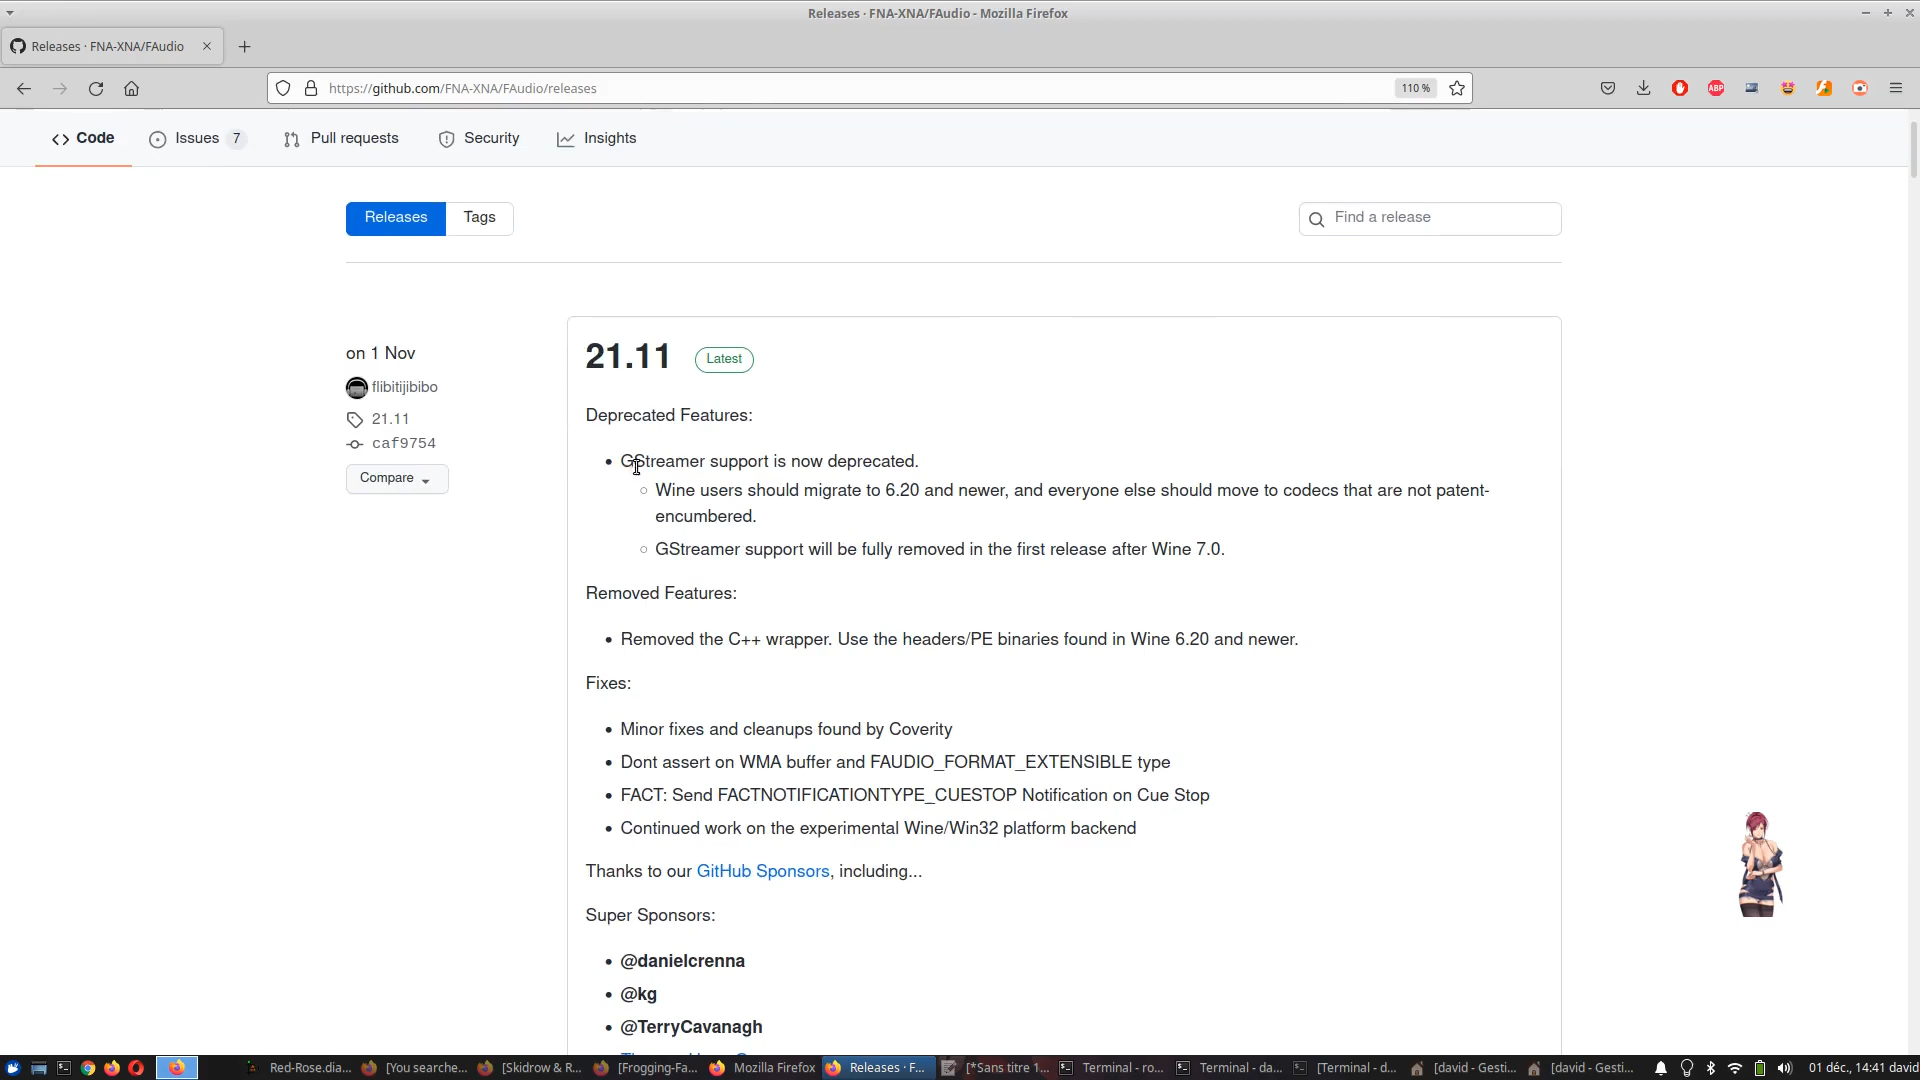 Releases · FNA-XNA/FAudio - Mozilla Firefox
Releases · FNA-XNA/FAudio
https://github.com/FNA-XNA/FAudio/releases
110 %
ABP
Code
Issues 7
Pull requests
Security
Insights
Releases
Tags
Find a release
on 1 Nov
flibitijibibo
21.11
caf9754
Compare
21.11
Latest
Deprecated Features:
GStreamer support is now deprecated.
Wine users should migrate to 6.20 and newer, and everyone else should move to codecs that are not patent-
encumbered.
GStreamer support will be fully removed in the first release after Wine 7.0.
Removed Features:
Removed the C++ wrapper. Use the headers/PE binaries found in Wine 6.20 and newer.
Fixes:
Minor fixes and cleanups found by Coverity
Dont assert on WMA buffer and FAUDIO_FORMAT_EXTENSIBLE type
FACT: Send FACTNOTIFICATIONTYPE_CUESTOP Notification on Cue Stop
Continued work on the experimental Wine/Win32 platform backend
Thanks to our GitHub Sponsors, including...
Super Sponsors:
@danielcrenna
@kg
@TerryCavanagh
Red-Rose.dia...
[You searche...
[Skidrow & R...
[Frogging-Fa...
Mozilla Firefox
Releases · F...
[*Sans titre 1...
Terminal - ro...
Terminal - da...
[Terminal - d...
[david - Gesti...
[david - Gesti...
01 déc., 14:41 david